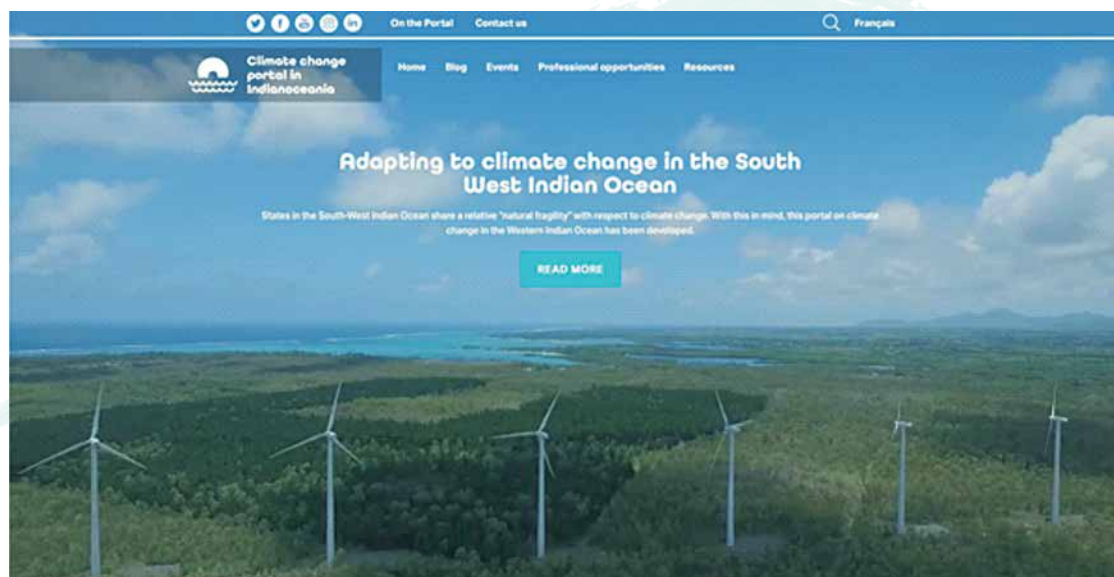 On the Portal Contact us Français
Climate change
portal in
Indianoceania
Home Blog Events Professional opportunities Resources
Adapting to climate change in the South
West Indian Ocean
States in the South-West Indian Ocean share a relative "natural fragility" with respect to climate change. With this in mind, this portal on climate
change in the Western Indian Ocean has been developed.
READ MORE